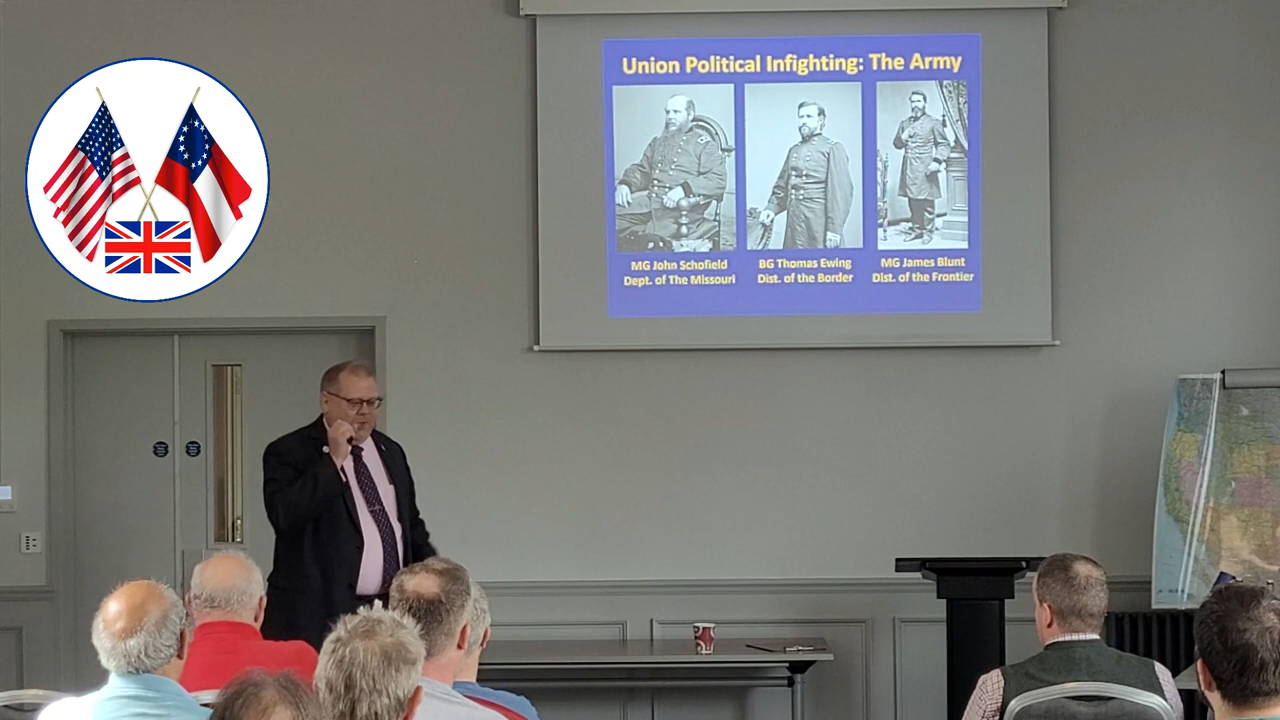 Union Political Infighting: The Army
MG John Schofield
Dept. of The Missouri
BG Thomas Ewing
Dist. of the Border
MG James Blunt
Dist. of the Frontier